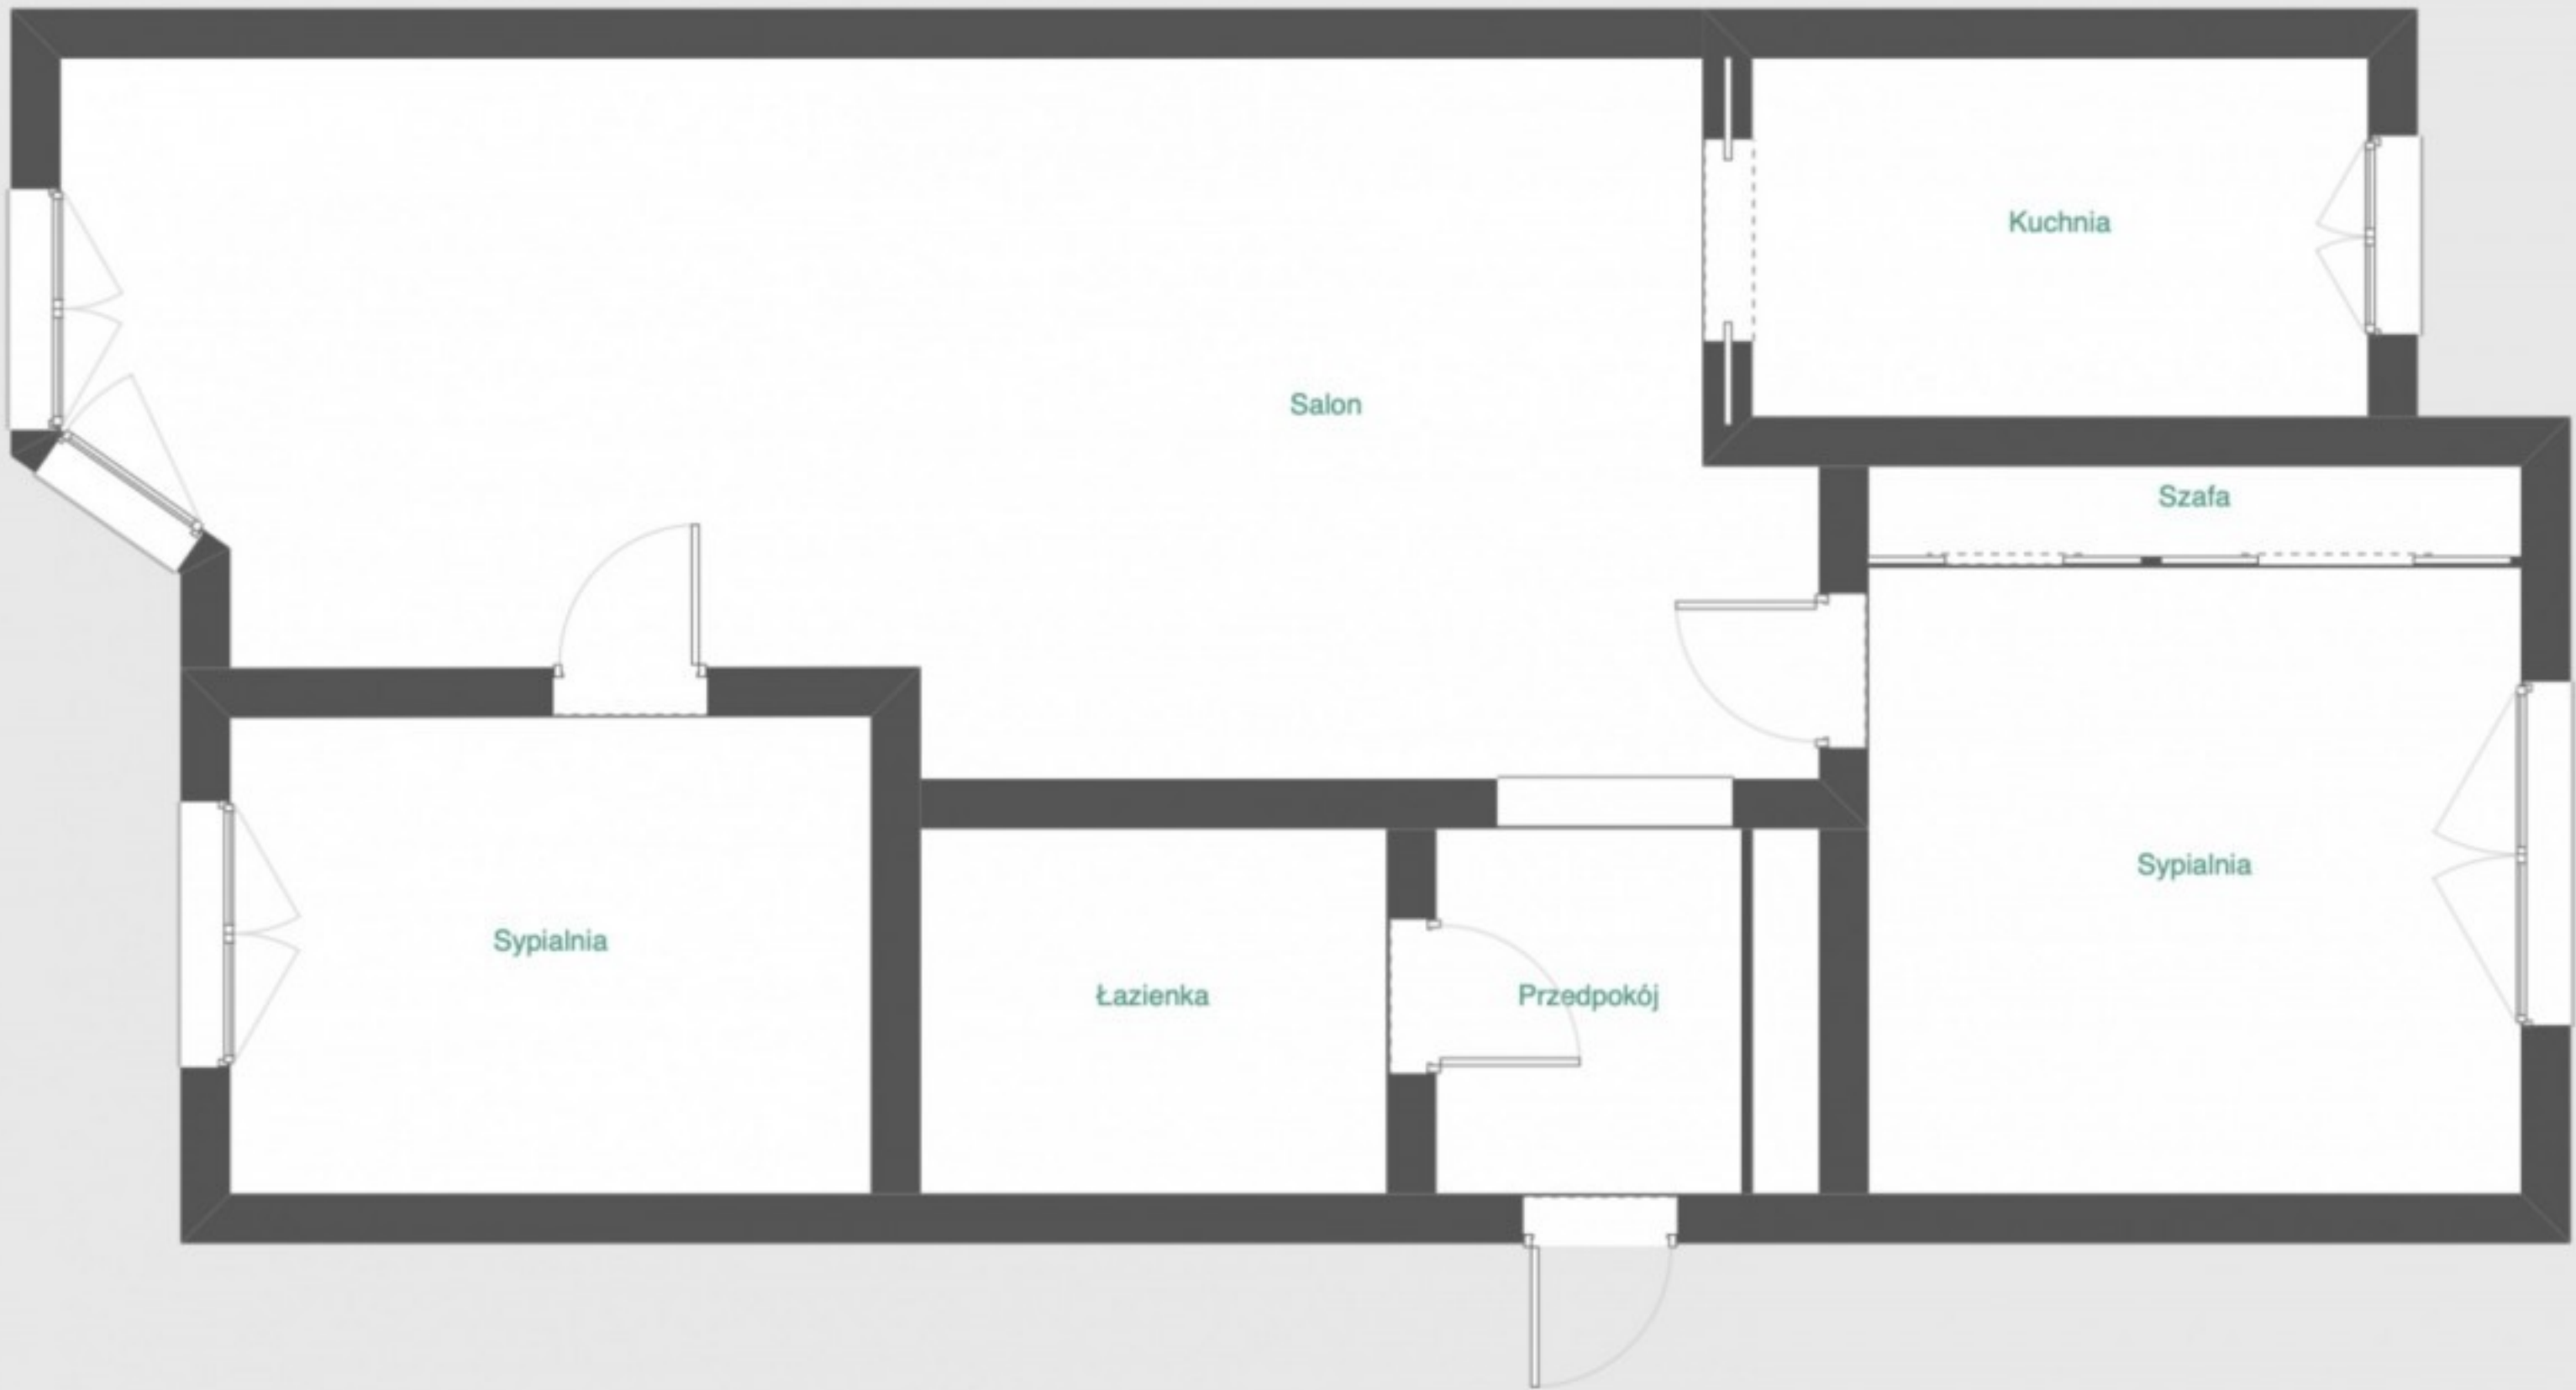 Kuchnia
Salon
Szafa
Sypialnia
Sypialnia
Łazienka
Przedpokój